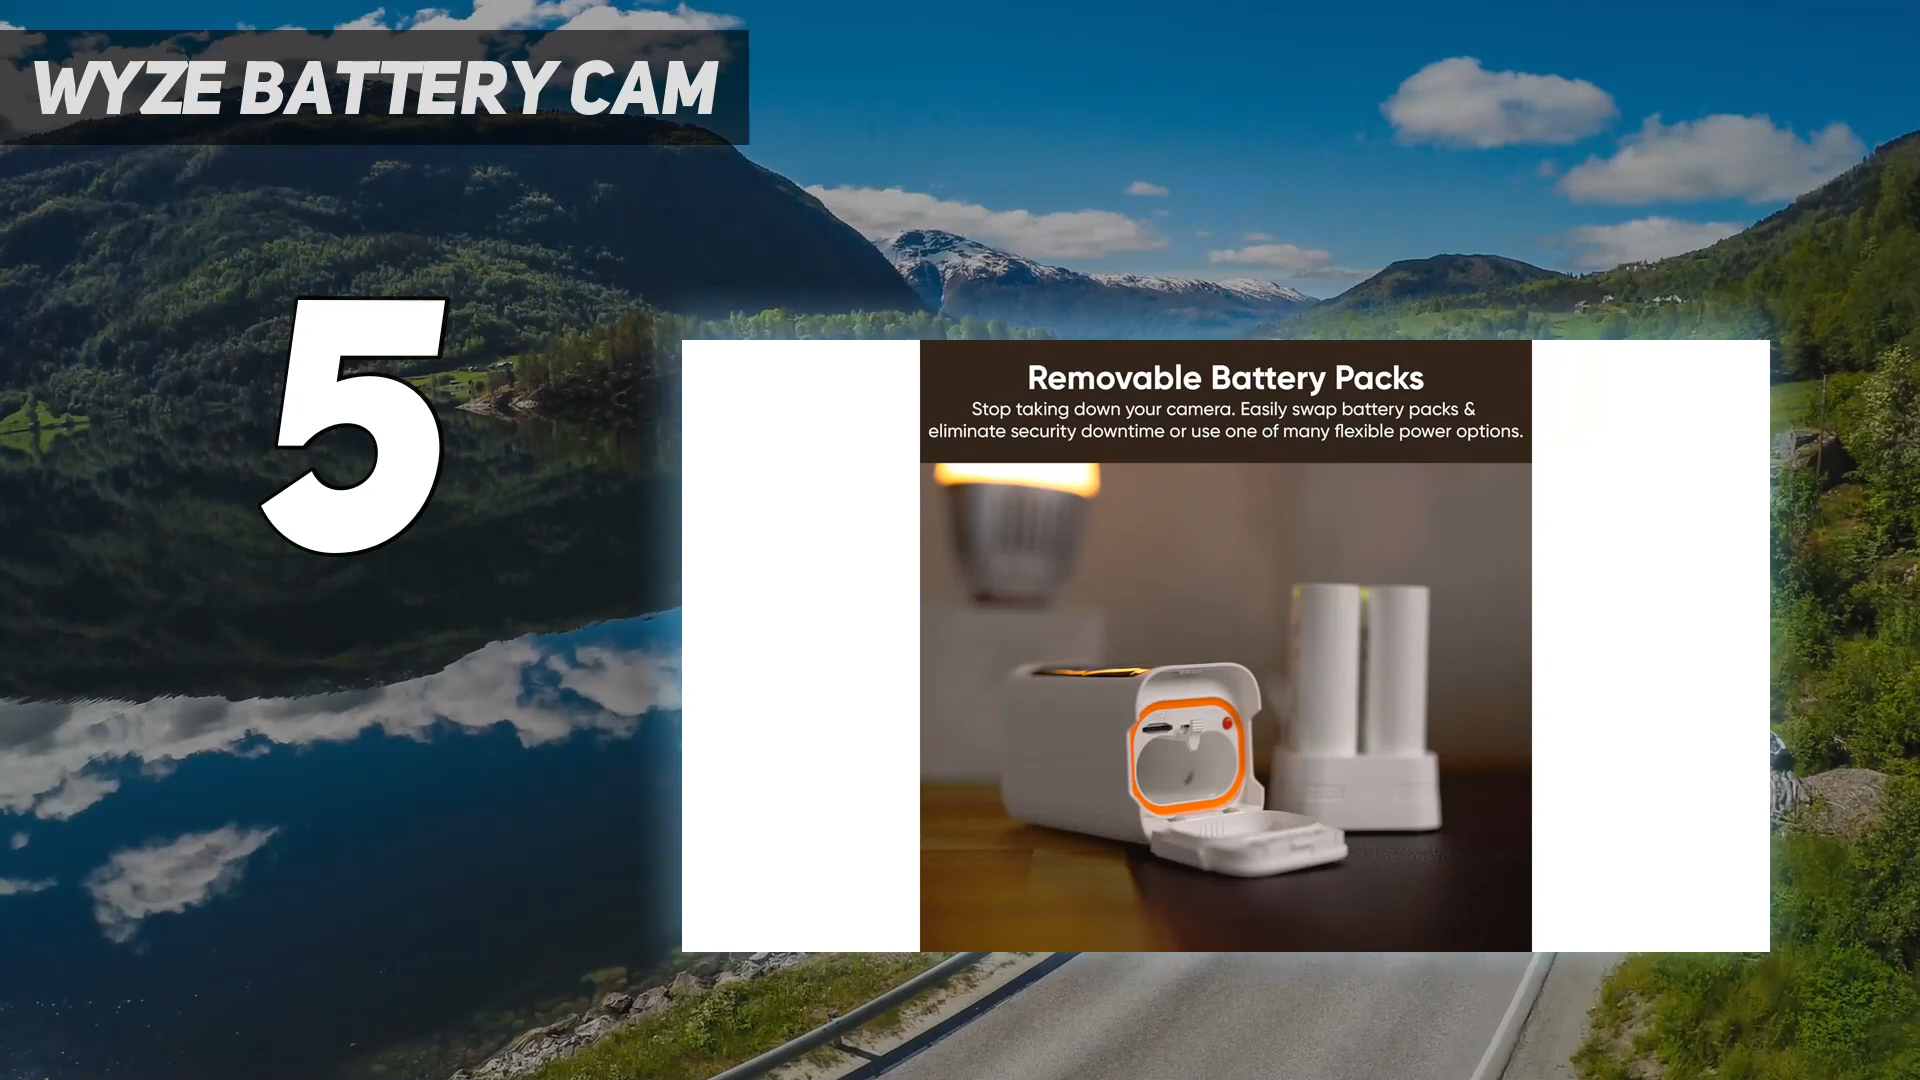 WYZE BATTERY CAM
5
Removable Battery Packs
Stop taking down your camera. Easily swap battery packs &
eliminate security downtime or use one of many flexible power options.